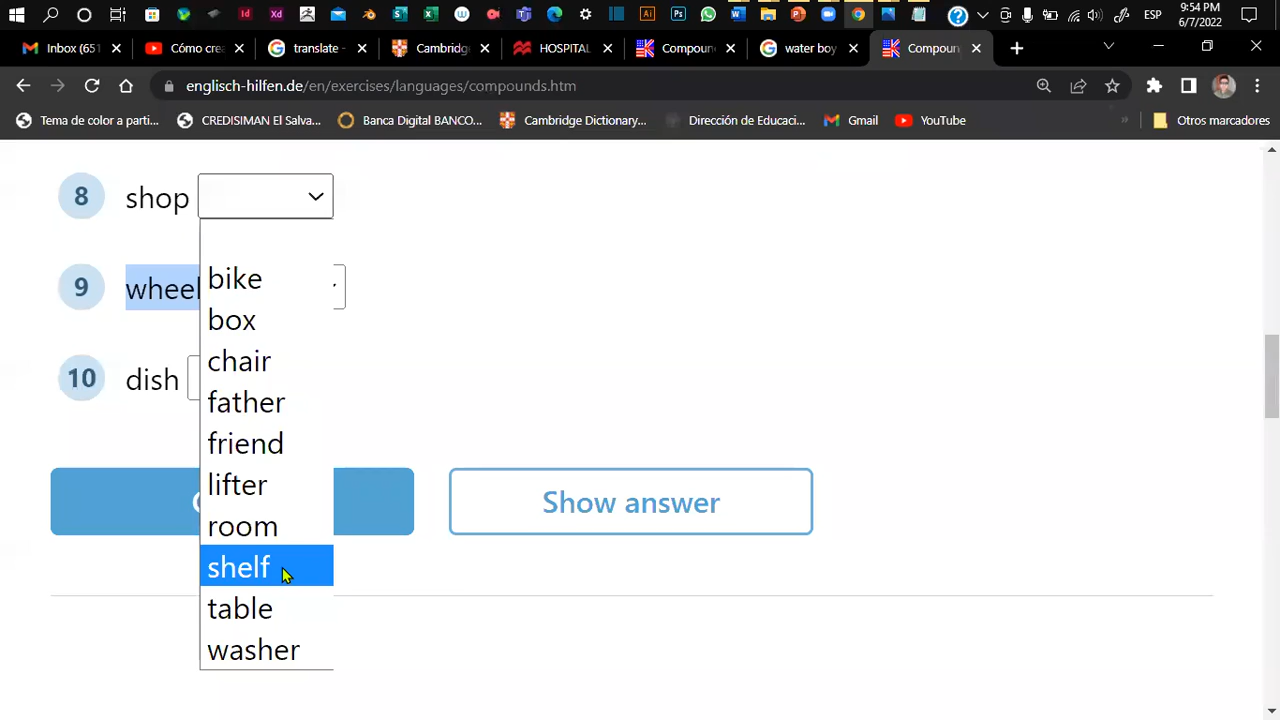 ESP
9:54 PM
6/7/2022
Inbox (651
Cómo crea
translate -
Cambridg
HOSPITAL
Compoun
water boy
Compoun
englisch-hilfen.de/en/exercises/languages/compounds.htm
Tema de color a parti...
CREDISIMAN El Salva...
Banca Digital BANCO...
Cambridge Dictionary...
Dirección de Educaci...
Gmail
YouTube
»
Otros marcadores
8 shop
bike
9 wheel
box
chair
10 dish
father
friend
lifter
Show answer
room
shelf
table
washer